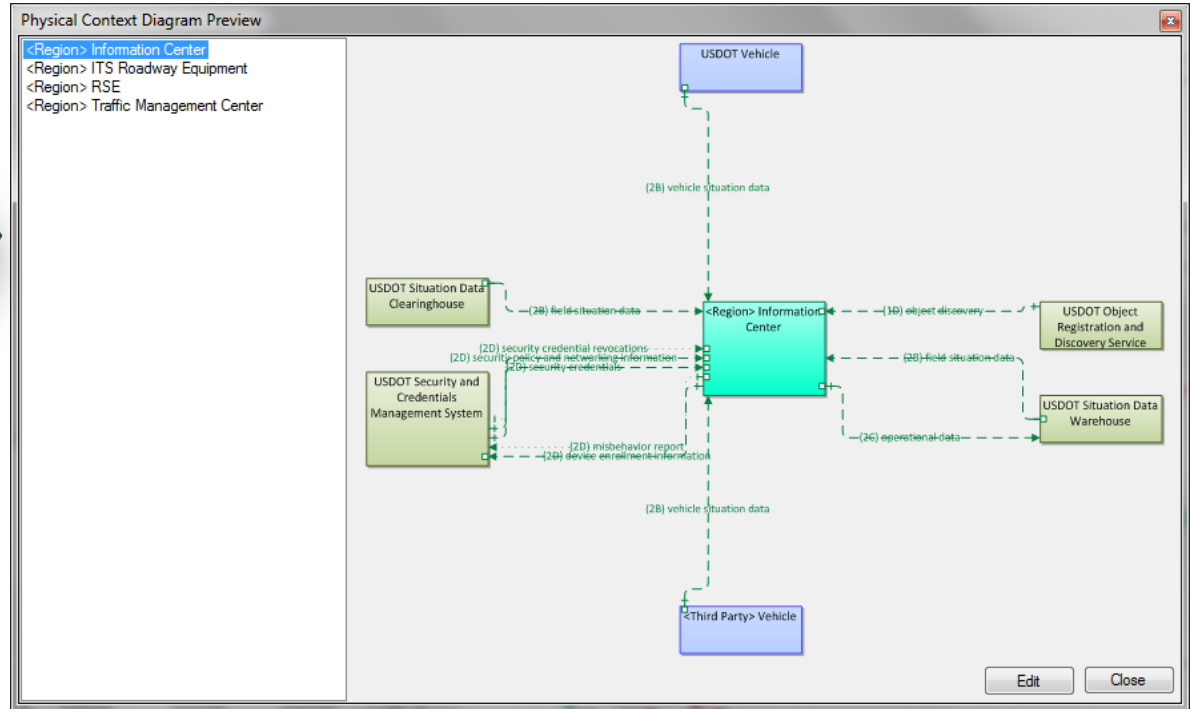 Physical Context Diagram Preview
<Region> Information Center
<Region> ITS Roadway Equipment
<Region> RSE
<Region> Traffic Management Center
USDOT Vehicle
(2B) vehicle situation data
USDOT Situation Data
Clearinghouse
(2B) field situation data
<Region> Information
Center
(1D) object discovery
USDOT Object
Registration and
Discovery Service
(2D) security credential revocations
(2D) security policy and networking information
(2D) security credentials
(2B) field situation data
USDOT Security and
Credentials
Management System
USDOT Situation Data
Warehouse
(2C) operational data
(2D) misbehavior report
(2D) device enrollment information
(2B) vehicle situation data
<Third Party> Vehicle
Edit
Close